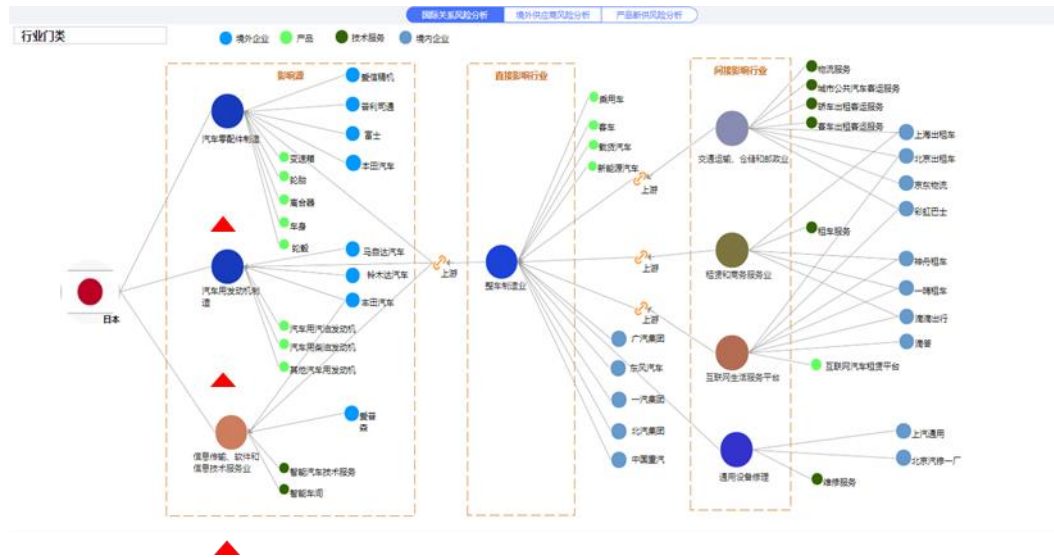 国际关系风险分析 境外供应商风险分析 产品断供风险分析
行业门类
境外企业 产品 技术服务 境内企业
影响源
爱信精机
普利司通
汽车零配件制造
富士
本田汽车
变速箱
轮胎
离合器
车身
轮毂
马自达汽车
铃木达汽车
汽车用发动机制
造
本田汽车
汽车用汽油发动机
汽车用柴油发动机
其他汽车用发动机
日本
爱普
森
信息传输、软件和
信息技术服务业
智能汽车技术服务
智能车间
上游
直接影响行业
乘用车
客车
载货汽车
新能源汽车
整车制造业
广汽集团
东风汽车
一汽集团
北汽集团
中国重汽
上游
上游
上游
间接影响行业
物流服务
城市公共汽车客运服务
轿车出租客运服务
客车出租客运服务
交通运输、仓储和邮政业
上海出租车
北京出租车
京东物流
彩虹巴士
租车服务
租赁和商务服务业
神舟租车
一嗨租车
滴滴出行
互联网生活服务平台
互联网汽车租赁平台
上汽通用
北京汽修一厂
通用设备修理
维修服务